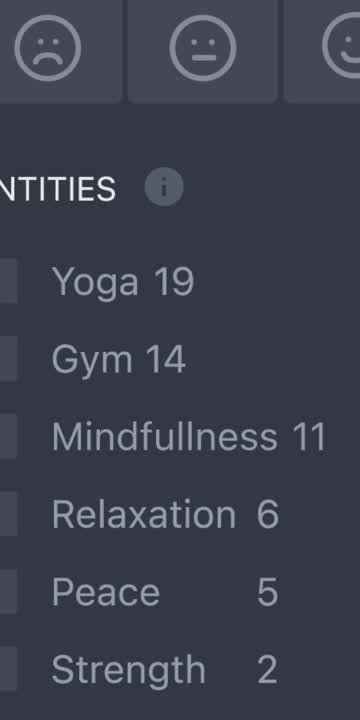 NTITIES
Yoga 19
Gym 14
Mindfullness 11
Relaxation 6
Peace 5
Strength 2